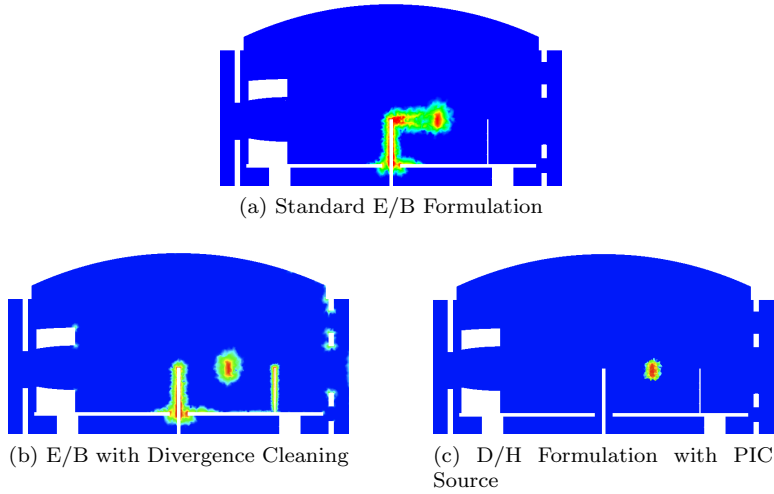 (a) Standard E/B Formulation
(b) E/B with Divergence Cleaning
(c) D/H Formulation with PIC
Source